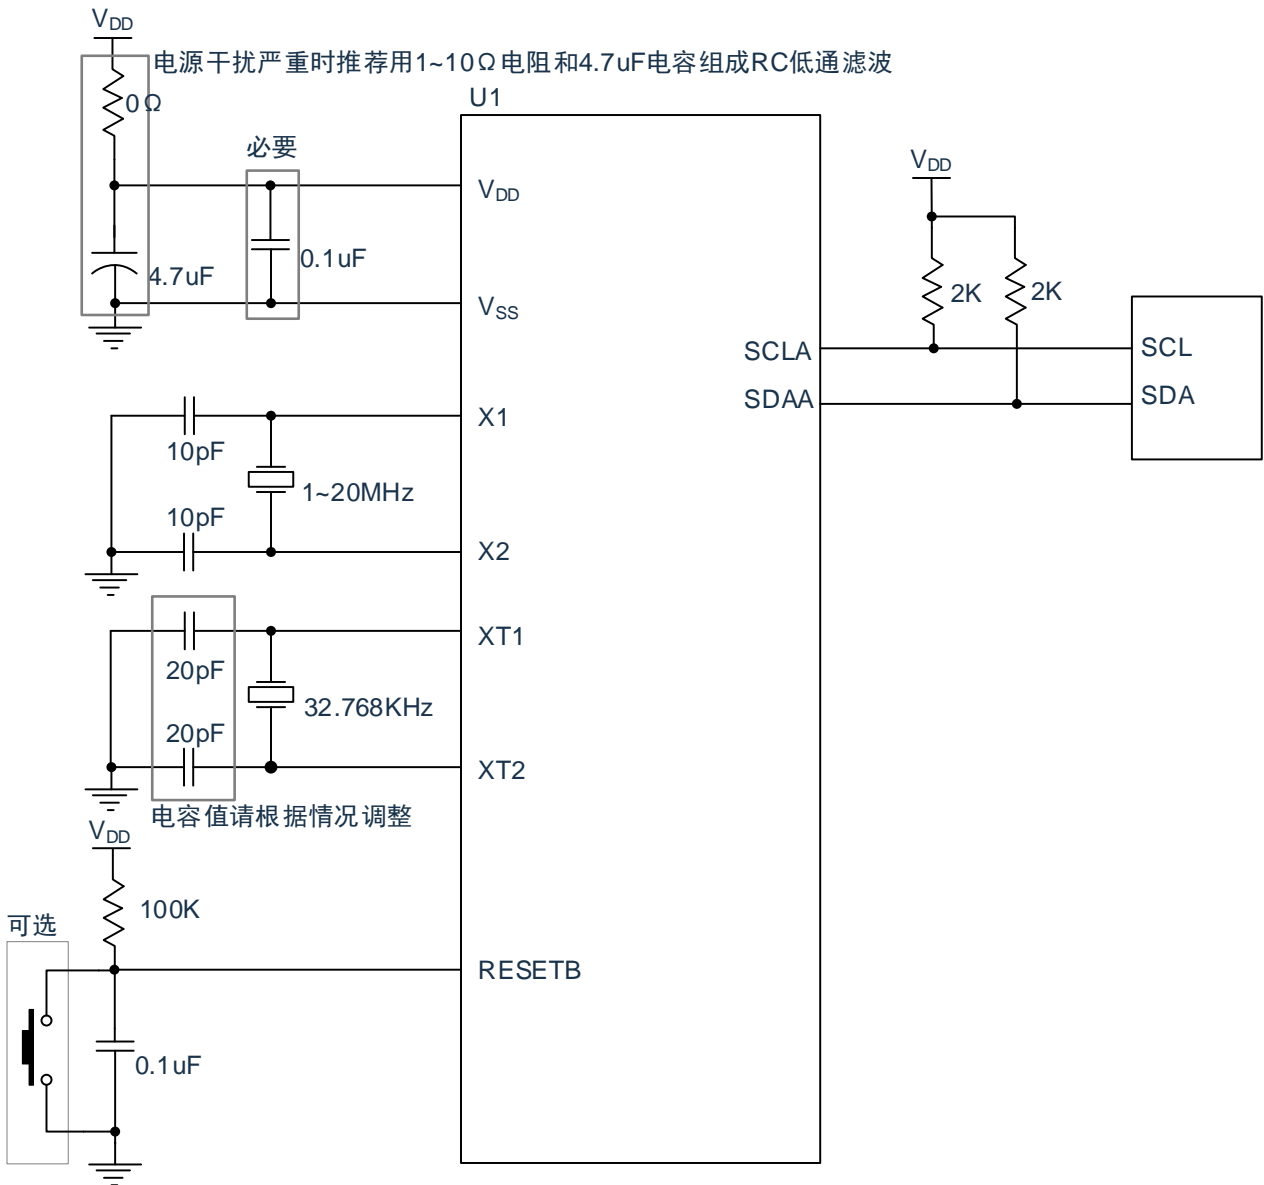 VDD
电源干扰严重时推荐用1~10Ω电阻和4.7uF电容组成RC低通滤波
0Ω
U1
必要
VDD
VDD
0.1uF
4.7uF
VSS
2K
2K
SCLA
SCL
SDAA
SDA
X1
10pF
1~20MHz
10pF
X2
XT1
20pF
32.768KHz
20pF
XT2
电容值请根据情况调整
VDD
100K
可选
RESETB
0.1uF